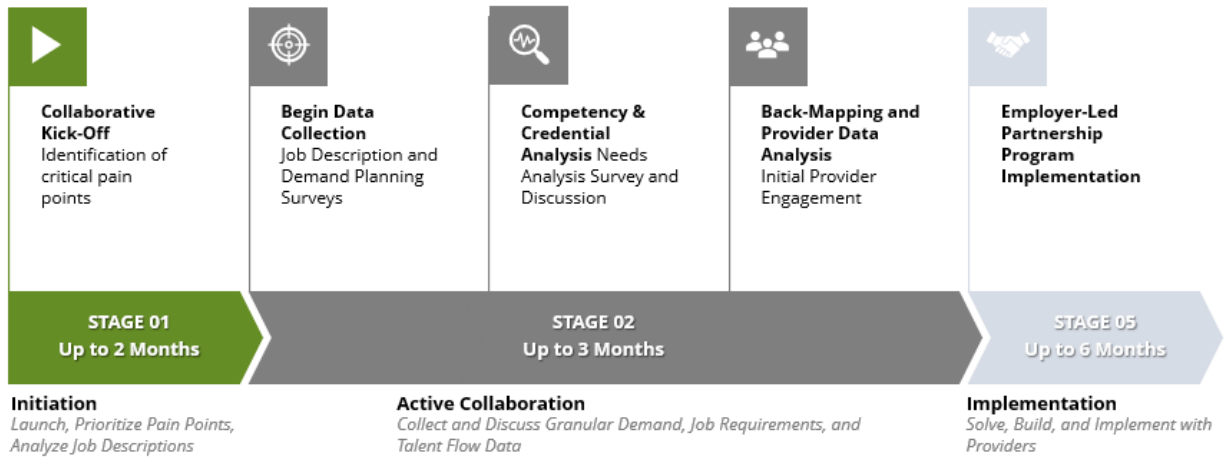 Collaborative
Kick-Off
Identification of
critical pain
points
Begin Data
Collection
Job Description and
Demand Planning
Surveys
Competency &
Credential
Analysis Needs
Analysis Survey and
Discussion
Back-Mapping and
Provider Data
Analysis
Initial Provider
Engagement
Employer-Led
Partnership
Program
Implementation
STAGE 01
Up to 2 Months
STAGE 02
Up to 3 Months
STAGE 05
Up to 6 Months
Initiation
Launch, Prioritize Pain Points,
Analyze Job Descriptions
Active Collaboration
Collect and Discuss Granular Demand, Job Requirements, and
Talent Flow Data
Implementation
Solve, Build, and Implement with
Providers